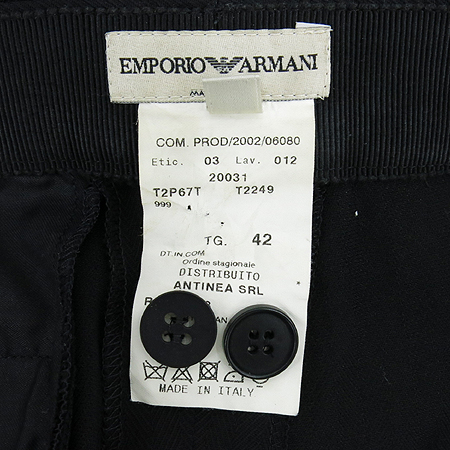 EMPORIO ARMANI
MA
COM. PROD/2002/06080
Etic. 03 Lav. 012
20031
T2P67T T2249
999
TG. 42
DT.IN.COM
Ordine stagionale
DISTRIBUITO
ANTINEA SRL
MADE IN ITALY